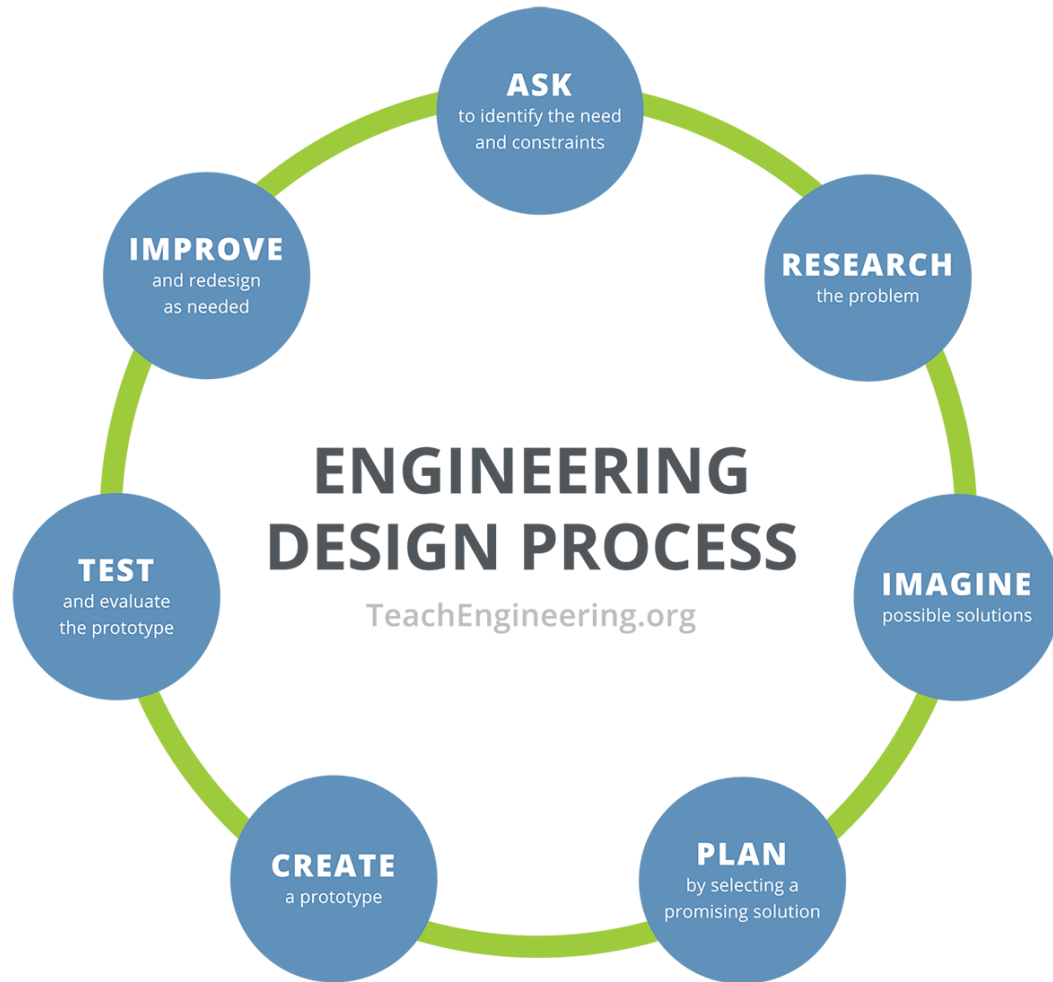 ASK
to identify the need
and constraints
RESEARCH
the problem
IMAGINE
possible solutions
PLAN
by selecting a
promising solution
CREATE
a prototype
TEST
and evaluate
the prototype
IMPROVE
and redesign
as needed
ENGINEERING
DESIGN PROCESS
TeachEngineering.org